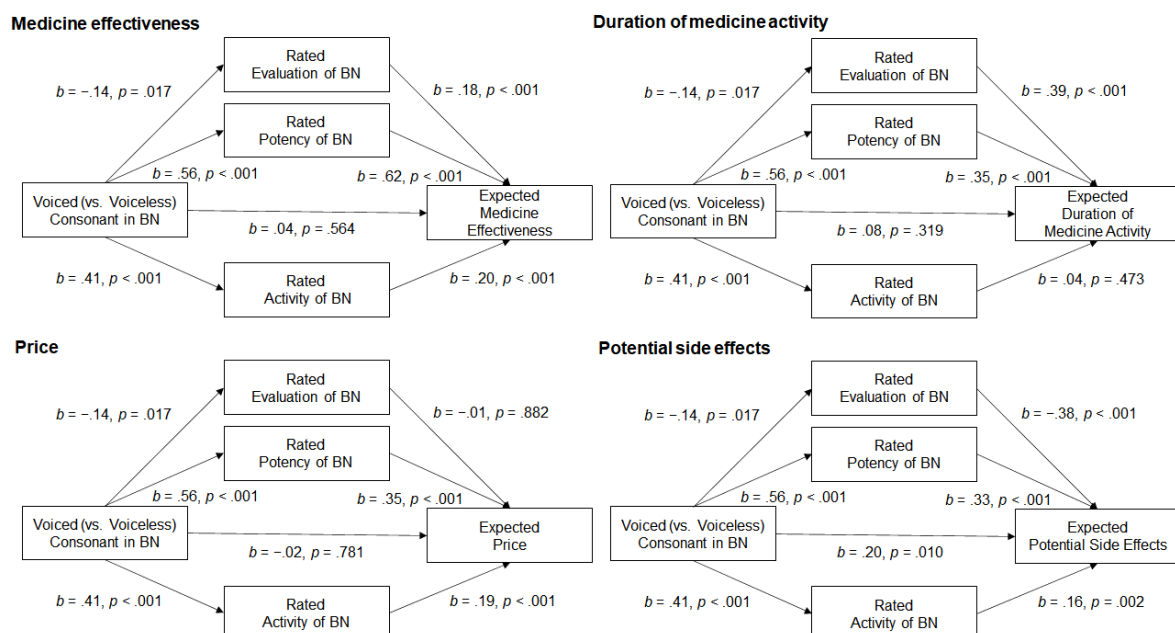 Medicine effectiveness
Rated
Evaluation of BN
b = −.14, p = .017
b = .18, p < .001
Rated
Potency of BN
b = .56, p < .001
b = .62, p < .001
Voiced (vs. Voiceless)
Consonant in BN
Expected
Medicine
Effectiveness
b = .04, p = .564
b = .41, p < .001
b = .20, p < .001
Rated
Activity of BN
Duration of medicine activity
Rated
Evaluation of BN
b = −.14, p = .017
b = .39, p < .001
Rated
Potency of BN
b = .56, p < .001
b = .35, p < .001
Voiced (vs. Voiceless)
Consonant in BN
Expected
Duration of
Medicine Activity
b = .08, p = .319
b = .41, p < .001
b = .04, p = .473
Rated
Activity of BN
Price
Rated
Evaluation of BN
b = −.14, p = .017
b = −.01, p = .882
Rated
Potency of BN
b = .56, p < .001
b = .35, p < .001
Voiced (vs. Voiceless)
Consonant in BN
Expected
Price
b = −.02, p = .781
b = .41, p < .001
b = .19, p < .001
Rated
Activity of BN
Potential side effects
Rated
Evaluation of BN
b = −.14, p = .017
b = −.38, p < .001
Rated
Potency of BN
b = .56, p < .001
b = .33, p < .001
Voiced (vs. Voiceless)
Consonant in BN
Expected
Potential Side Effects
b = .20, p = .010
b = .41, p < .001
b = .16, p = .002
Rated
Activity of BN